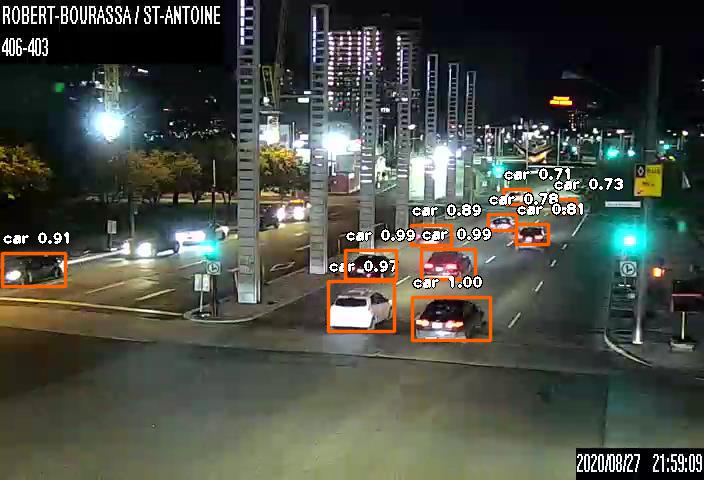 ROBERT-BOURASSA / ST-ANTOINE
406-403
car 0.71
car 0.73
car 0.78
car 0.81
car 0.89
car 0.91
car 0.99
car 0.99
car 0.97
car 1.00
2020/08/27 21:59:09